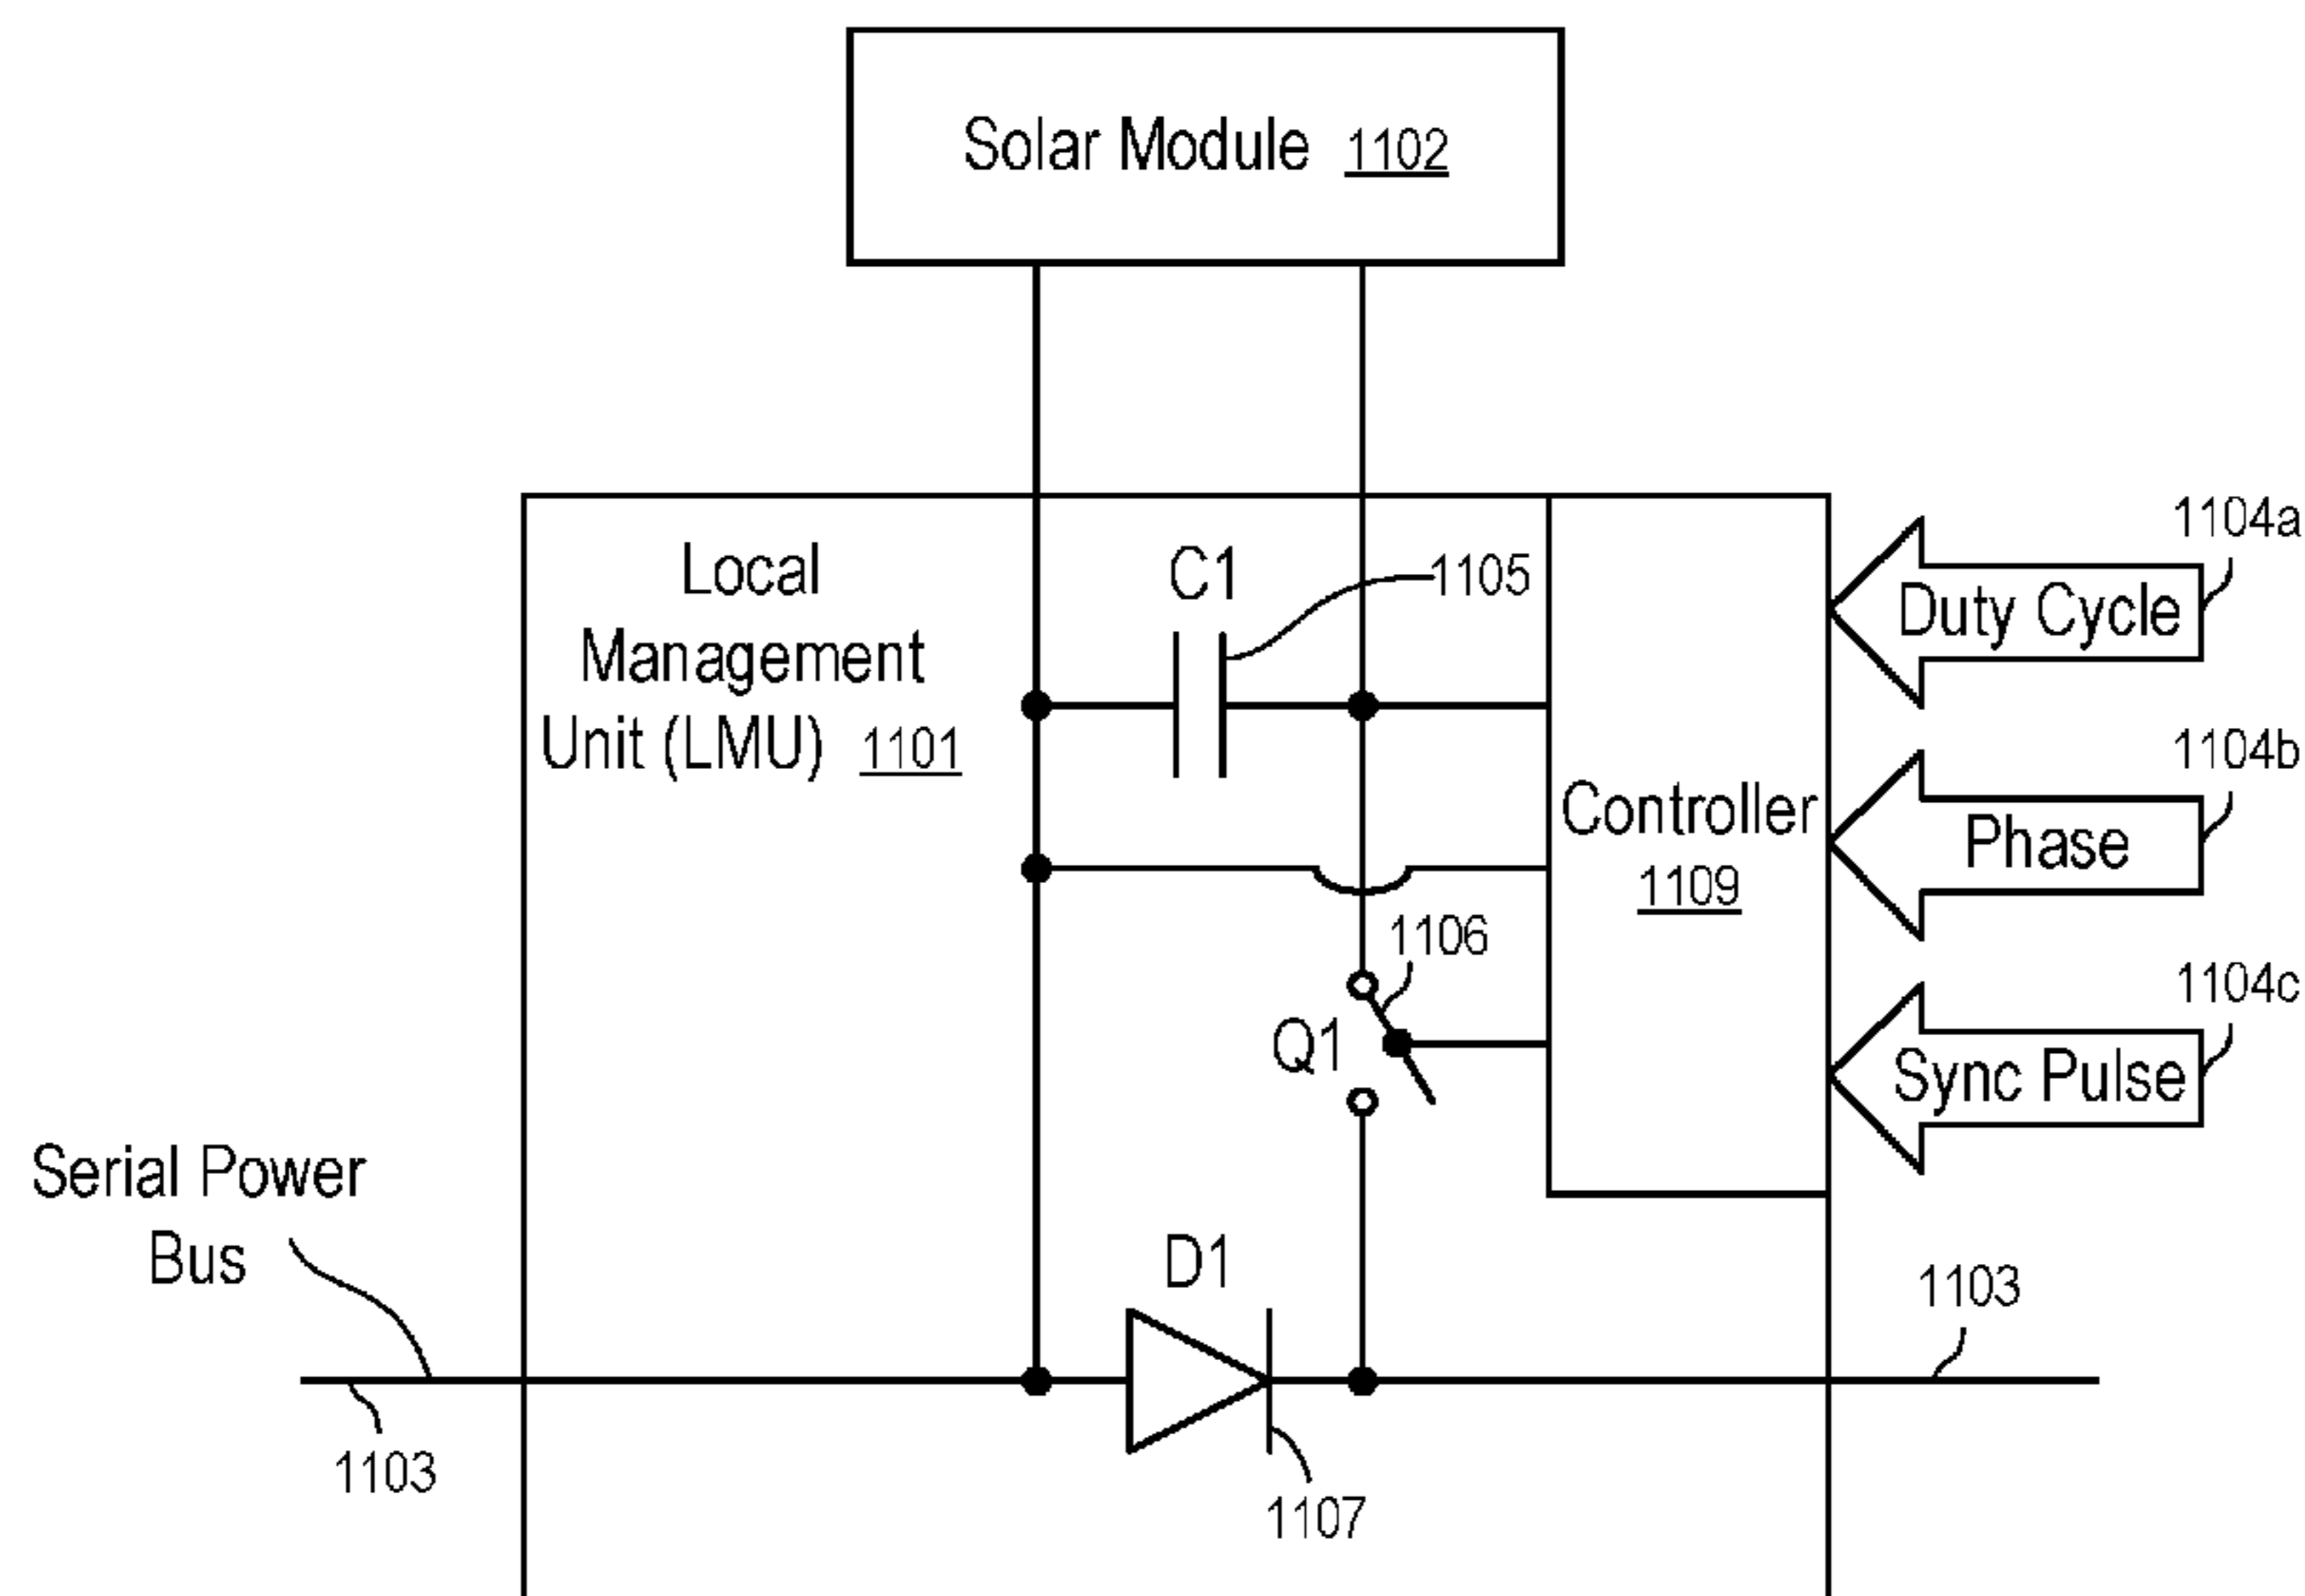 Solar Module 1102
Local
Management
Unit (LMU) 1101
C1
1105
Controller
1109
1106
Q1
Duty Cycle
1104a
Phase
1104b
Sync Pulse
1104c
Serial Power
Bus
1103
D1
1107
1103